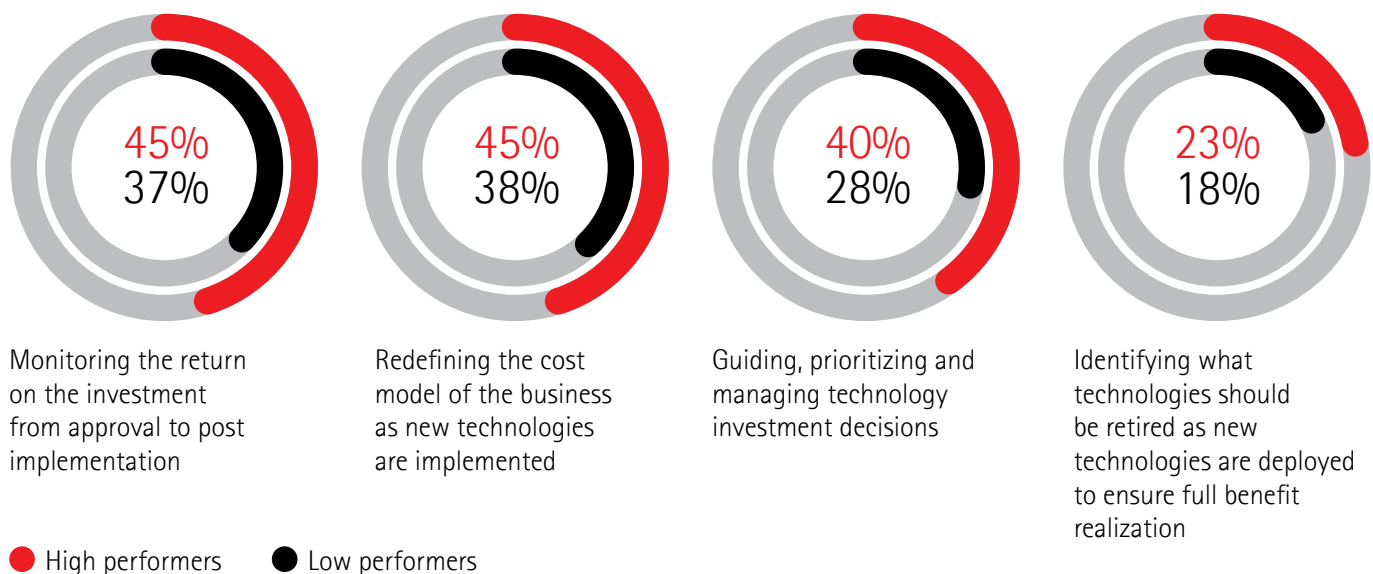 45%
37%
45%
38%
40%
28%
23%
18%
Monitoring the return
on the investment
from approval to post
implementation
Redefining the cost
model of the business
as new technologies
are implemented
Guiding, prioritizing and
managing technology
investment decisions
Identifying what
technologies should
be retired as new
technologies are deployed
to ensure full benefit
realization
High performers
Low performers